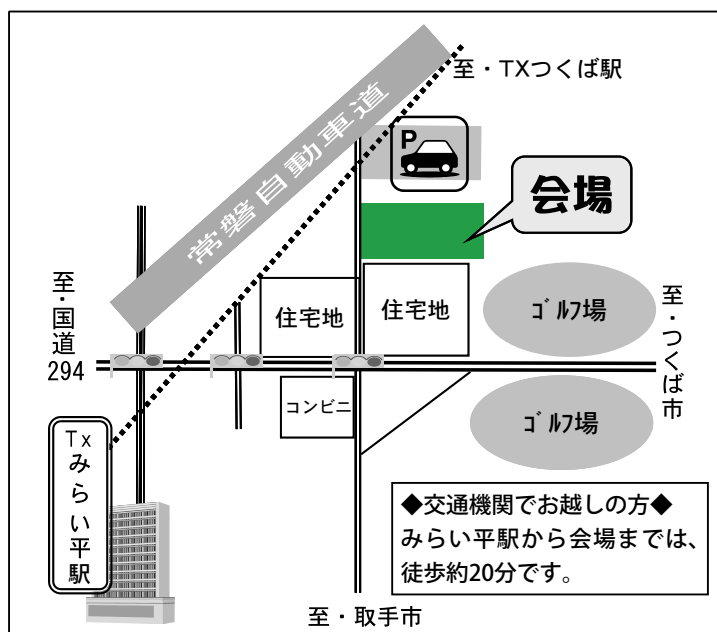 至・TXつくば駅
常磐自動車道
P
会場
至・国道294
住宅地
住宅地
ゴルフ場
至・つくば市
コンビニ
ゴルフ場
Txみらい平駅
◆交通機関でお越しの方◆
みらい平駅から会場までは、
徒歩約20分です。
至・取手市